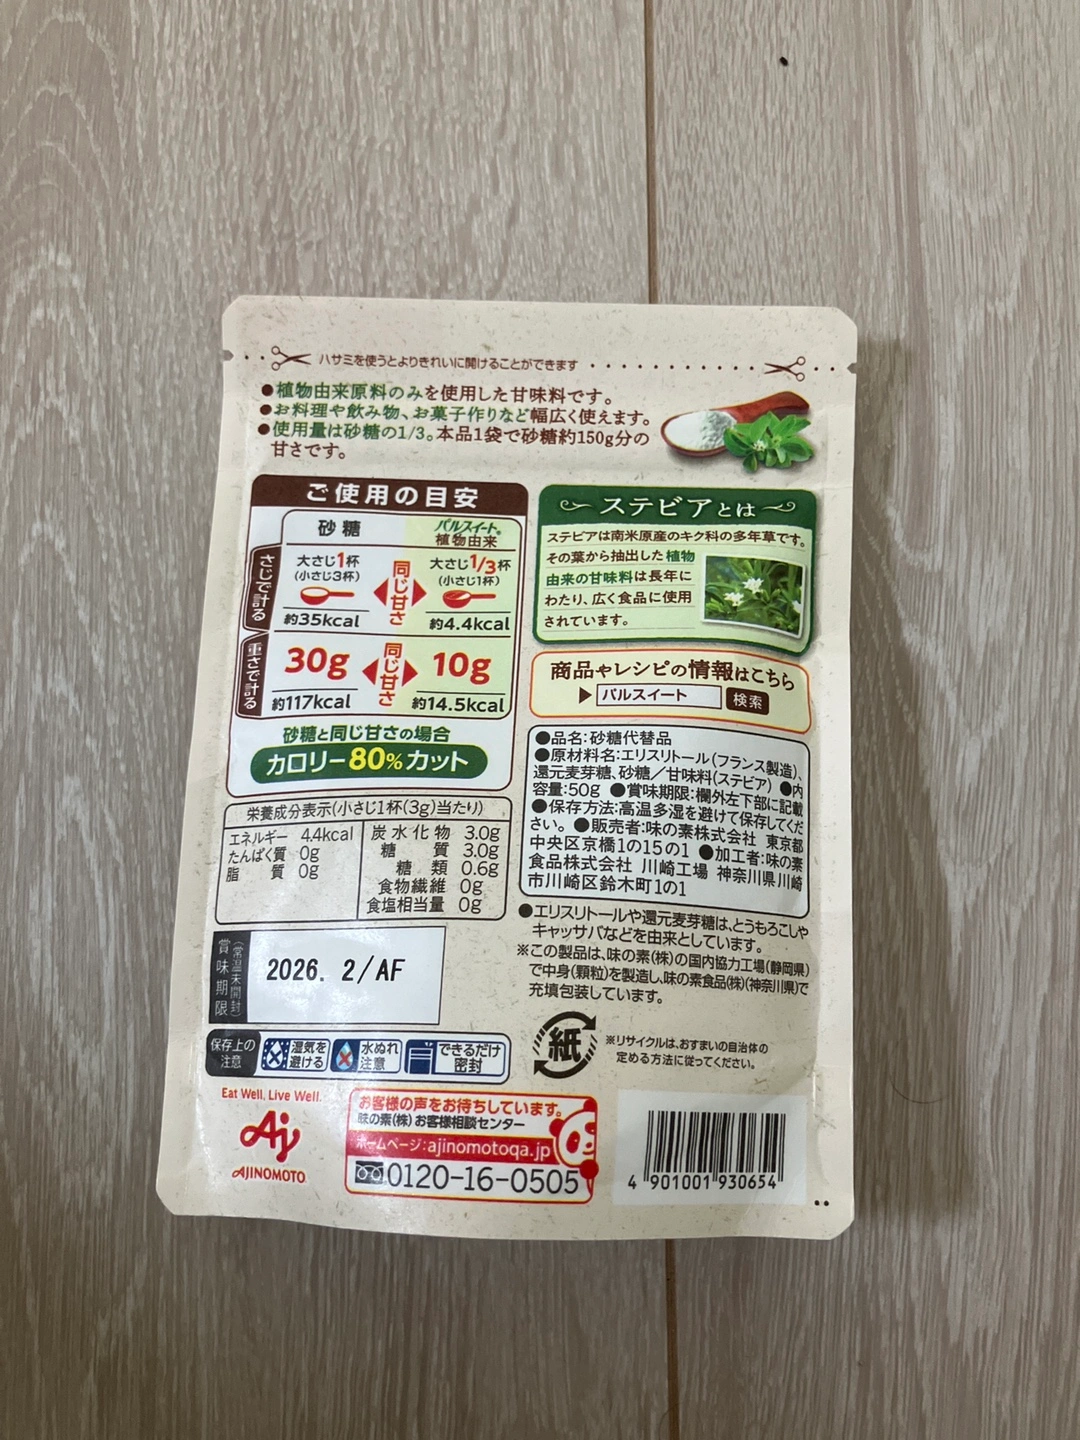 ハサミを使うとよりきれいに開けることができます
●植物由来原料のみを使用した甘味料です。
●お料理や飲み物、お菓子作りなど幅広く使えます。
●使用量は砂糖の1/3。本品1袋で砂糖約150g分の
甘さです。
ご使用の目安
砂糖
パルスイート®
植物由来
さじで計る
大さじ1杯
(小さじ3杯)
約35kcal
同じ甘さ
大さじ1/3杯
(小さじ1杯)
約4.4kcal
重さで計る
30g
約117kcal
同じ甘さ
10g
約14.5kcal
砂糖と同じ甘さの場合
カロリー80%カット
栄養成分表示(小さじ1杯(3g)当たり)
エネルギー 4.4kcal
たんぱく質 0g
脂質 0g
炭水化物 3.0g
糖質 3.0g
糖類 0.6g
食物繊維 0g
食塩相当量 0g
賞味期限
(常温未開封)
2026. 2/AF
保存上の
注意
湿気を
避ける
水ぬれ
注意
できるだけ
密封
Eat Well, Live Well.
Aj
AJINOMOTO
お客様の声をお待ちしています。
味の素(株)お客様相談センター
ホームページ:ajinomotoqa.jp
0120-16-0505
ステビアとは
ステビアは南米原産のキク科の多年草です。
その葉から抽出した植物
由来の甘味料は長年に
わたり、広く食品に使用
されています。
商品やレシピの情報はこちら
▶パルスイート 検索
●品名:砂糖代替品
●原材料名:エリスリトール(フランス製造)、
還元麦芽糖、砂糖/甘味料(ステビア) ●内
容量:50g ●賞味期限:欄外左下部に記載
●保存方法:高温多湿を避けて保存してくだ
さい。 ●販売者:味の素株式会社 東京都
中央区京橋1の15の1 ●加工者:味の素
食品株式会社 川崎工場 神奈川県川崎
市川崎区鈴木町1の1
●エリスリトールや還元麦芽糖は、とうもろこしや
キャッサバなどを由来としています。
※この製品は、味の素(株)の国内協力工場(静岡県)
で中身(顆粒)を製造し、味の素食品(株)(神奈川県)で
充填包装しています。
紙
※リサイクルは、お住まいの自治体の
定める方法に従ってください。
4 901001 930654